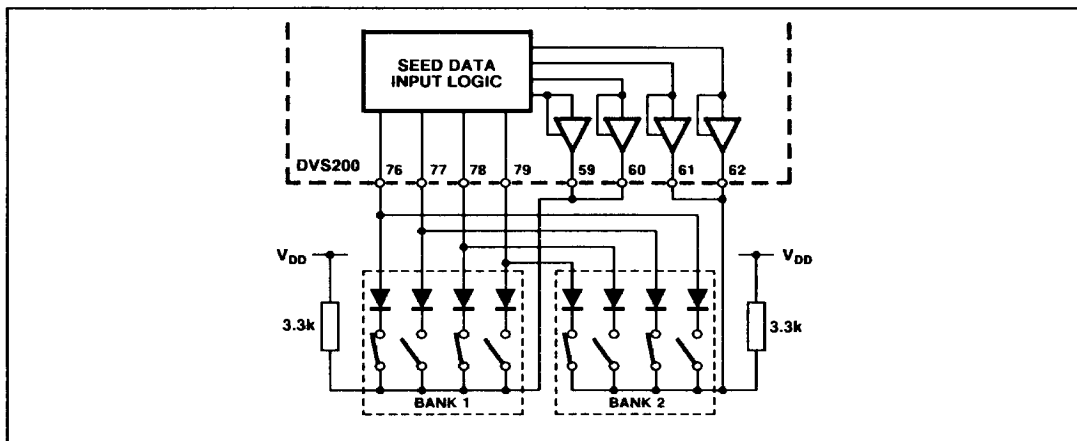 SEED DATA
INPUT LOGIC
DVS200
76
77
78
79
59
60
61
62
VDD
VDD
3.3k
3.3k
BANK 1
BANK 2